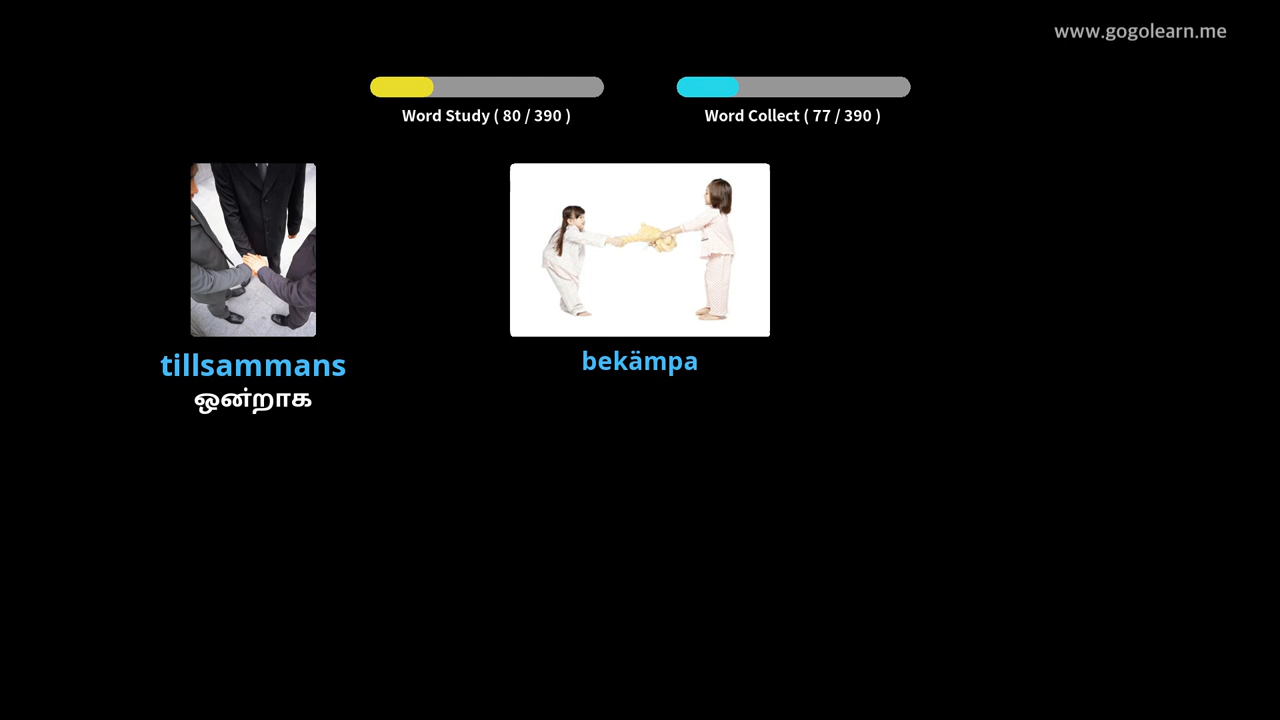 www.gogolearn.me
Word Study ( 80 / 390 )
Word Collect ( 77 / 390 )
tillsammans
ஒன்றாக
bekämpa